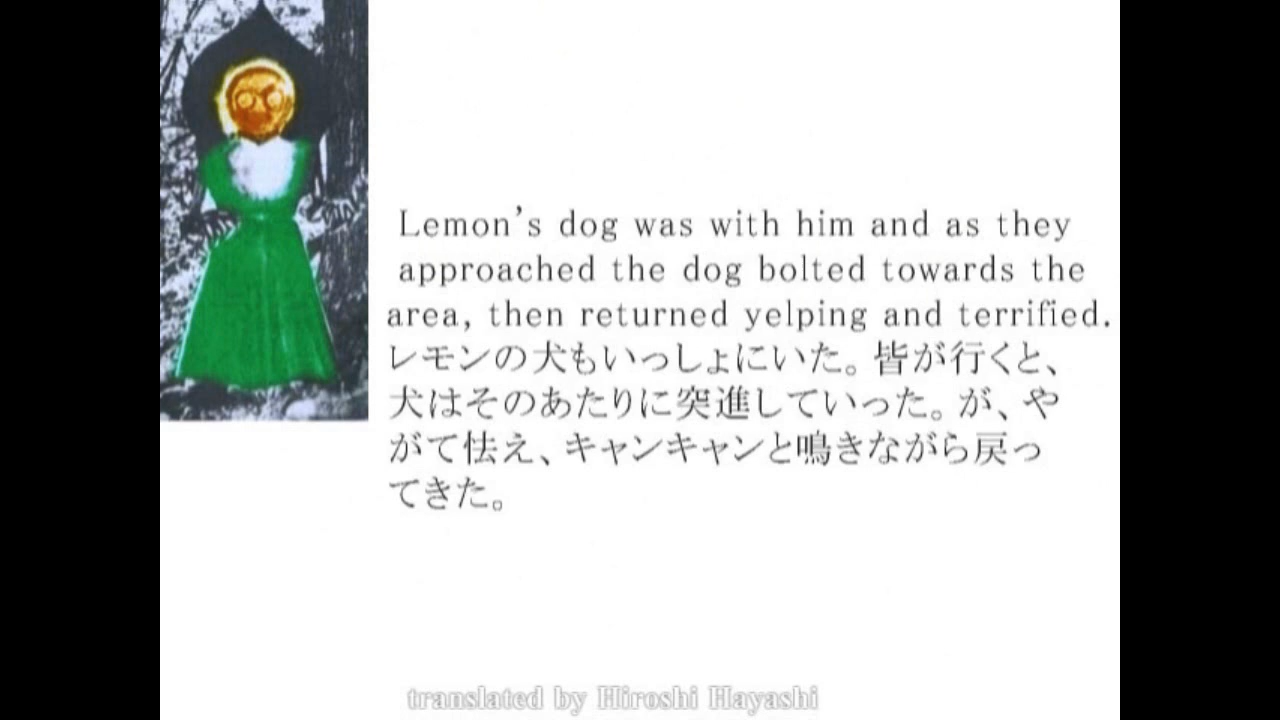 Lemon's dog was with him and as they
approached the dog bolted towards the
area, then returned yelping and terrified.
レモンの犬もいっしょにいた。皆が行くと、
犬はそのあたりに突進していった。が、や
がて怯え、キャンキャンと鳴きながら戻っ
てきた。
translated by Hiroshi Hayashi